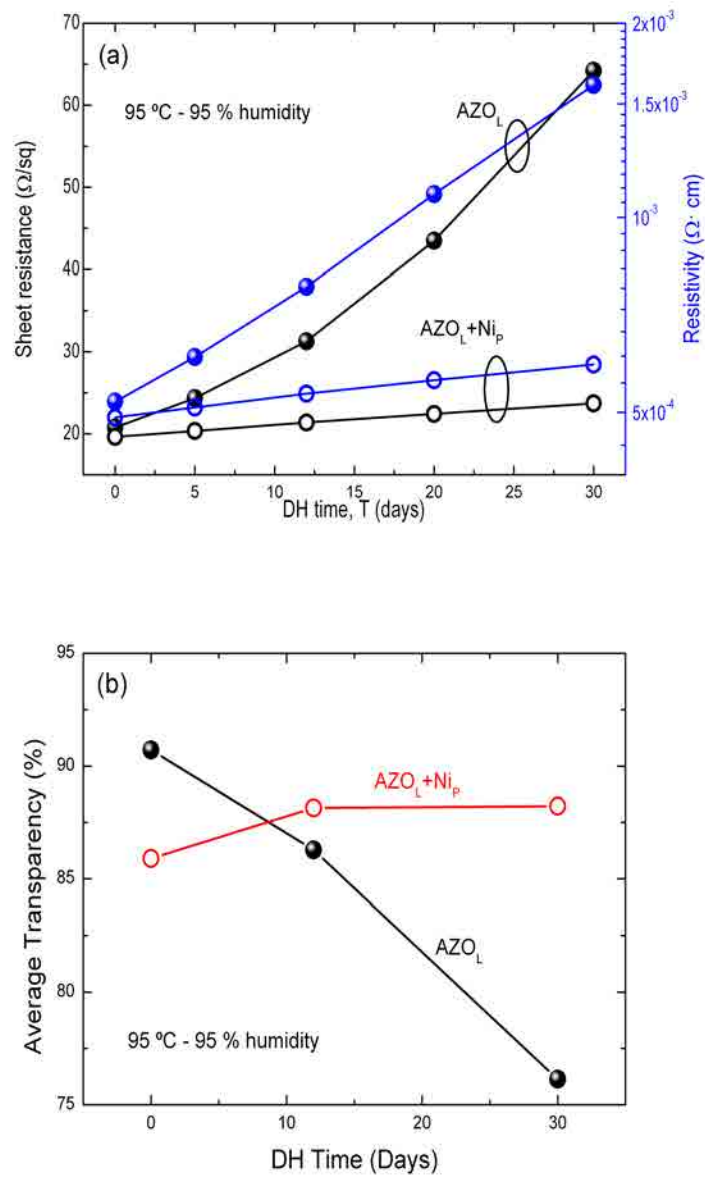 (a)
95 ºC - 95 % humidity
AZO_L
AZO_L+Ni_P
Sheet resistance (Ω/sq)
70
60
50
40
30
20
Resistivity (Ω· cm)
2x10⁻³
1.5x10⁻³
10⁻³
5x10⁻⁴
0 5 10 15 20 25 30
DH time, T (days)
(b)
AZO_L+Ni_P
AZO_L
95 ºC - 95 % humidity
Average Transparency (%)
95
90
85
80
75
0 10 20 30
DH Time (Days)